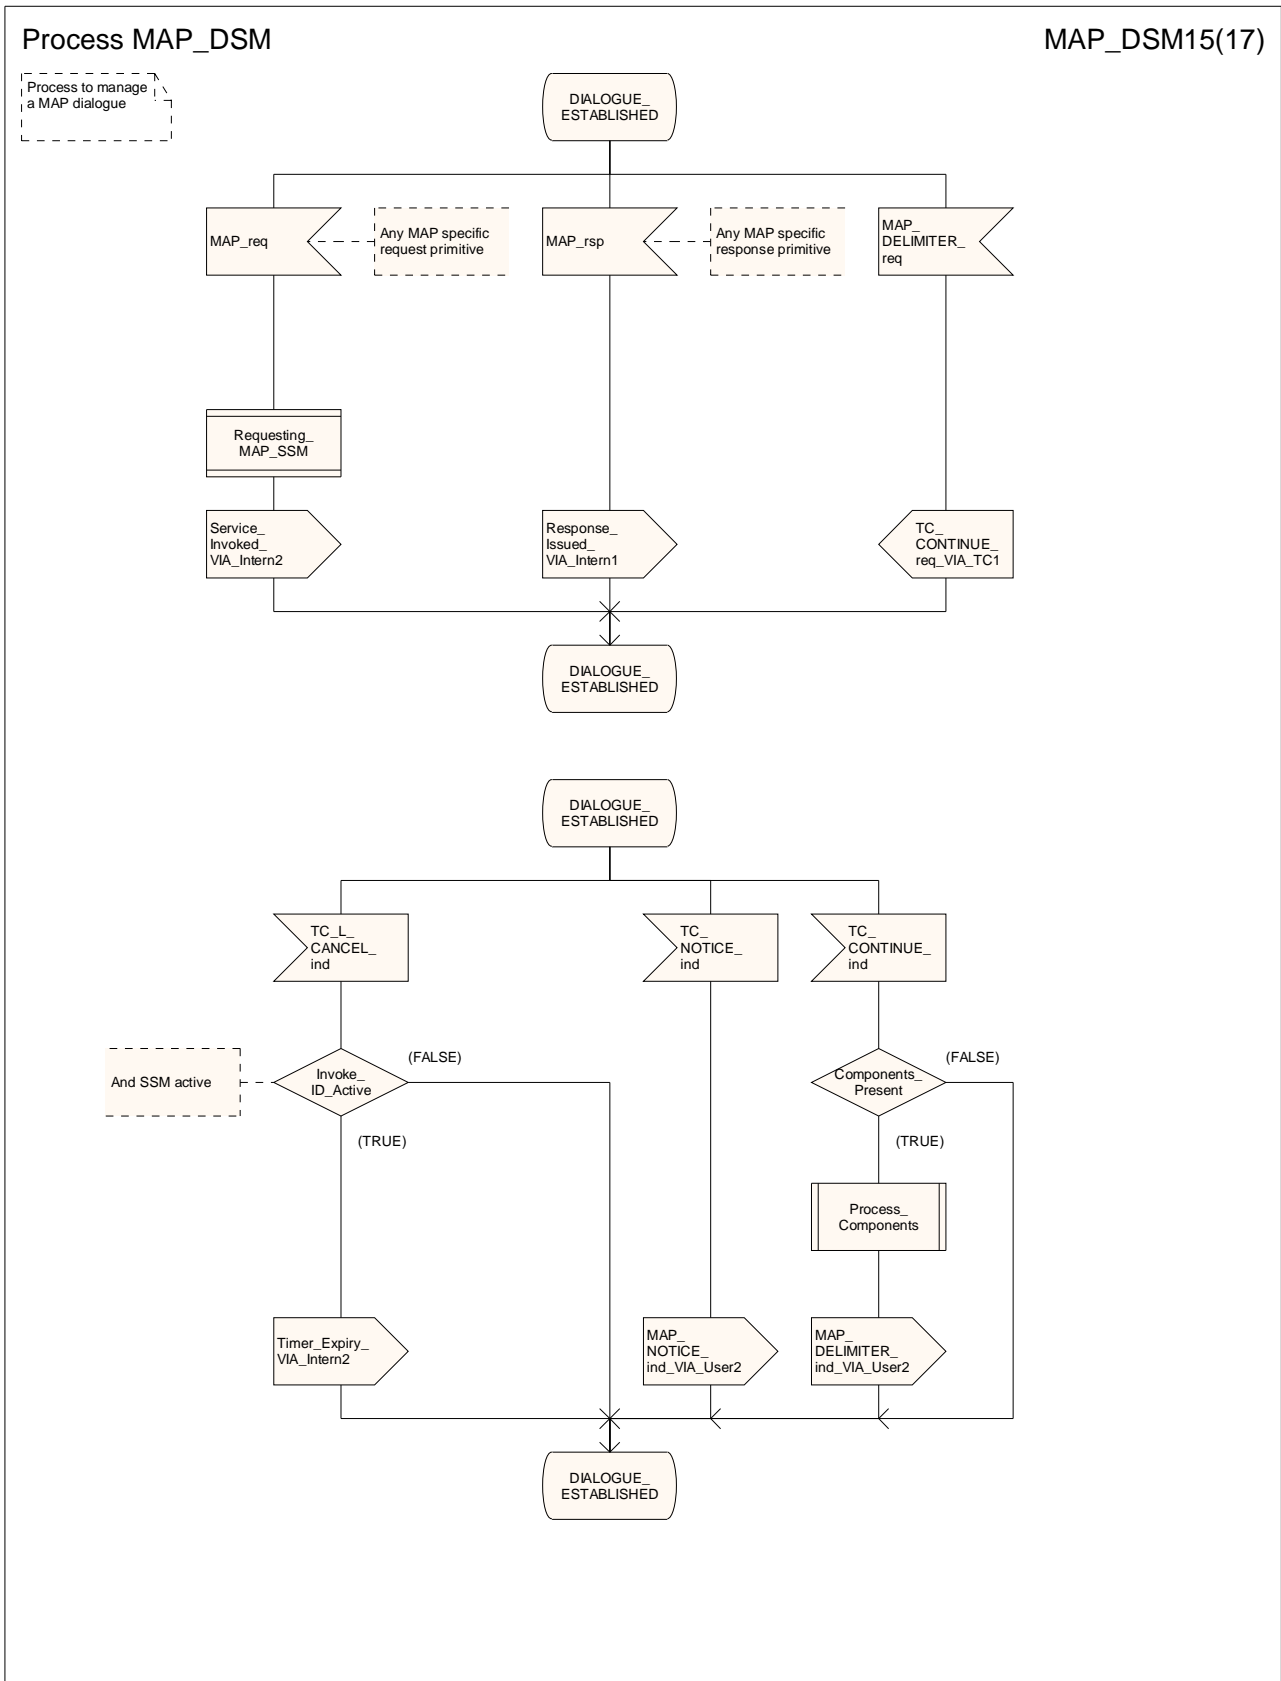 Process MAP_DSM
MAP_DSM15(17)
Process to manage
a MAP dialogue
DIALOGUE_
ESTABLISHED
MAP_req
Any MAP specific
request primitive
MAP_rsp
Any MAP specific
response primitive
MAP_
DELIMITER_
req
Requesting_
MAP_SSM
Service_
Invoked_
VIA_Intern2
Response_
Issued_
VIA_Intern1
TC_
CONTINUE_
req_VIA_TC1
DIALOGUE_
ESTABLISHED
DIALOGUE_
ESTABLISHED
TC_L_
CANCEL_
ind
TC_
NOTICE_
ind
TC_
CONTINUE_
ind
And SSM active
Invoke_
ID_Active
(FALSE)
(TRUE)
Components_
Present
(FALSE)
(TRUE)
Process_
Components
Timer_Expiry_
VIA_Intern2
MAP_
NOTICE_
ind_VIA_User2
MAP_
DELIMITER_
ind_VIA_User2
DIALOGUE_
ESTABLISHED